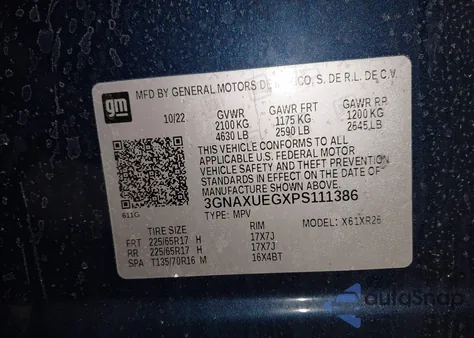 gm
MFD BY GENERAL MOTORS DE MEXICO, S. DE R.L. DE C.V.
10/22 GVWR GAWR FRT GAWR RR
2100 KG 1175 KG 1200 KG
4630 LB 2590 LB 2645 LB
THIS VEHICLE CONFORMS TO ALL
APPLICABLE U.S. FEDERAL MOTOR
VEHICLE SAFETY AND THEFT PREVENTION
STANDARDS IN EFFECT ON THE DATE OF
MANUFACTURE SHOWN ABOVE.
3GNAXUEGXPS111386
611G
TYPE: MPV MODEL: X61XR26
TIRE SIZE RIM
FRT 225/65R17 H 17X7J
RR 225/65R17 H 17X7J
SPA T135/70R16 M 16X4BT
autoSnap